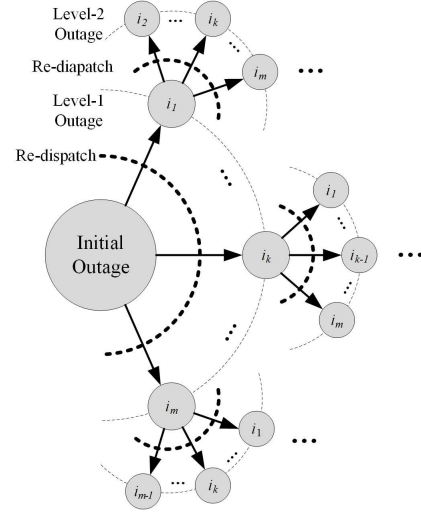 Level-2
Outage
i2
...
ik
...
Re-diapatch
im
...
Level-1
Outage
i1
Re-dispatch
...
i1
...
Initial
Outage
ik
ik-1
...
...
im
...
im
i1
...
...
im-1
...
ik